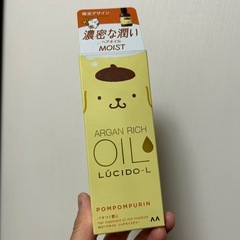 限定デザイン
濃密な潤い
ヘアオイル
MOIST
ARGAN RICH
OIL
LÚCIDO-L
POMPOMPURIN